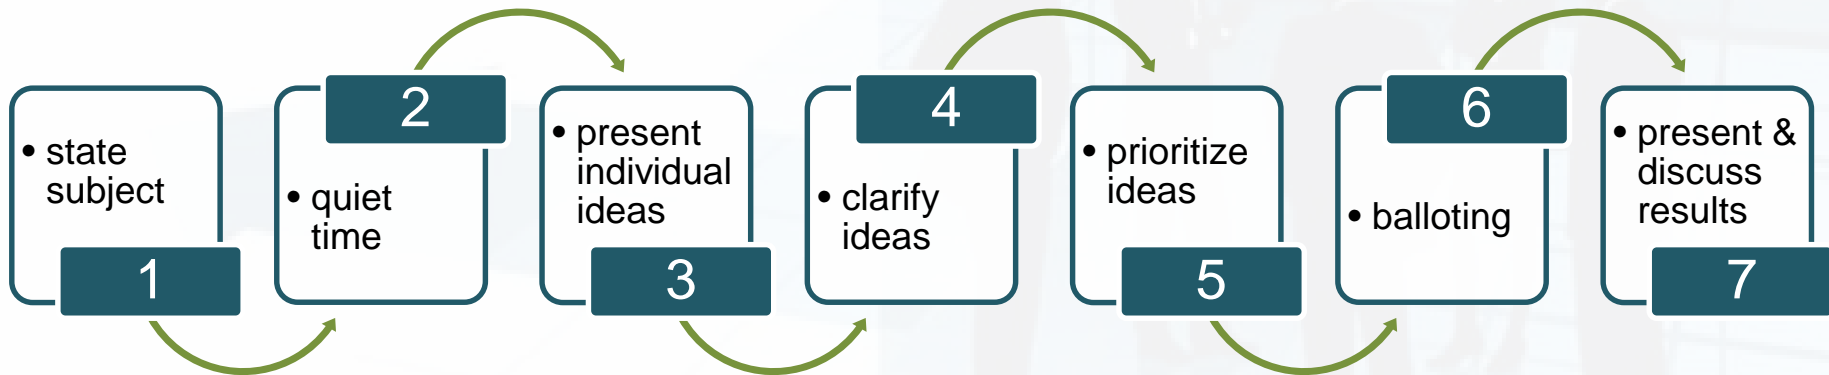 • state
subject
1
2
• quiet
time
• present
individual
ideas
3
4
• clarify
ideas
• prioritize
ideas
5
6
• balloting
• present &
discuss
results
7